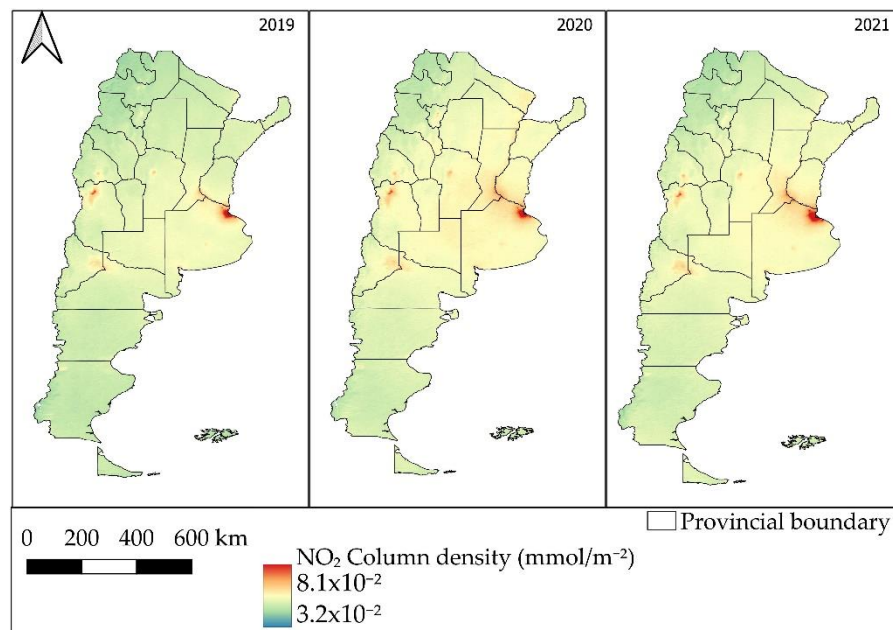 2019
2020
2021
Provincial boundary
0 200 400 600 km
NO₂ Column density (mmol/m⁻²)
8.1x10⁻²
3.2x10⁻²